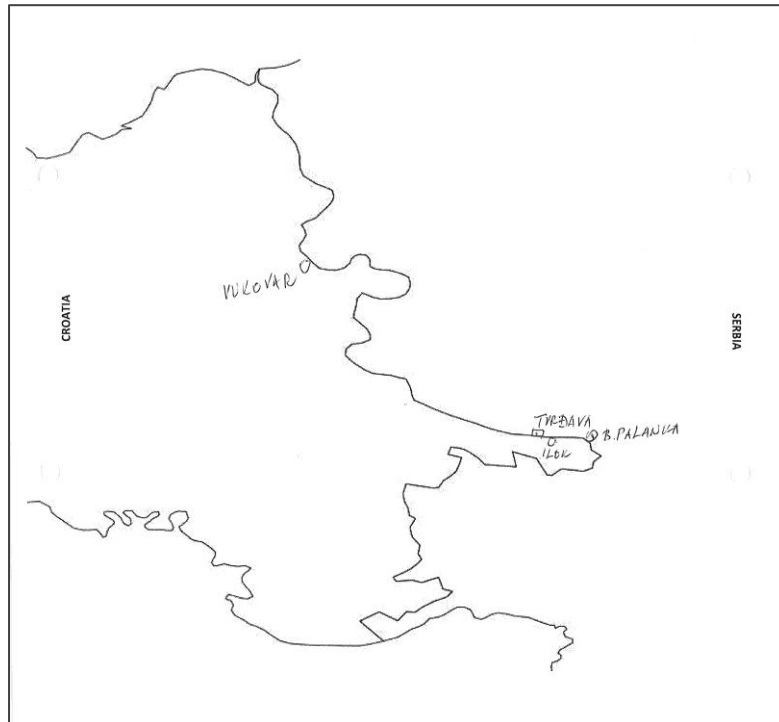 VUKOVAR
CROATIA
SERBIA
TVRĐAVA
B. PALANKA
ILOK